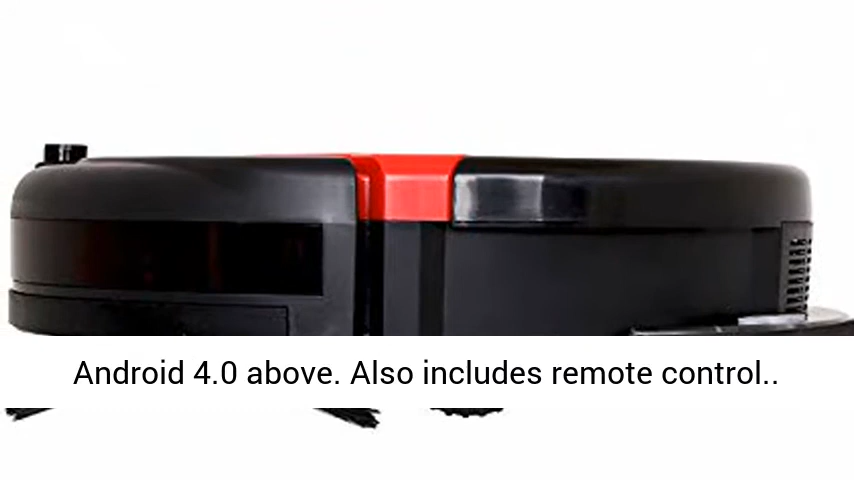 Android 4.0 above. Also includes remote control..